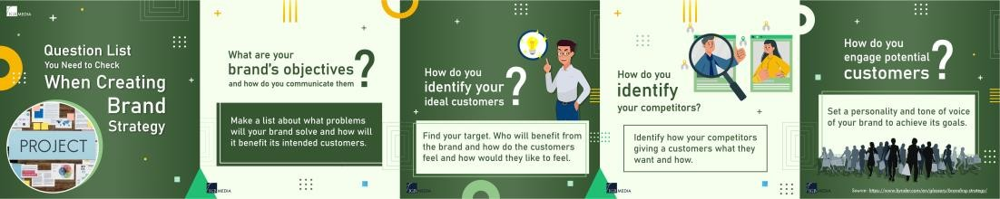 IGB MEDIA
Question List
You Need to Check
When Creating
Brand
Strategy
PROJECT
What are your
brand's objectives
and how do you communicate them
?
Make a list about what problems
will your brand solve and how will
it benefit its intended customers.
IGB MEDIA
How do you
identify your
ideal customers
?
Find your target. Who will benefit from
the brand and how do the customers
feel and how would they like to feel.
IGB MEDIA
How do you
identify
your competitors?
Identify how your competitors
giving a customers what they
want and how.
IGB MEDIA
How do you
engage potential
customers
?
Set a personality and tone of voice
of your brand to achieve its goals.
Source: https://www.bynder.com/en/glossary/branding-strategy/